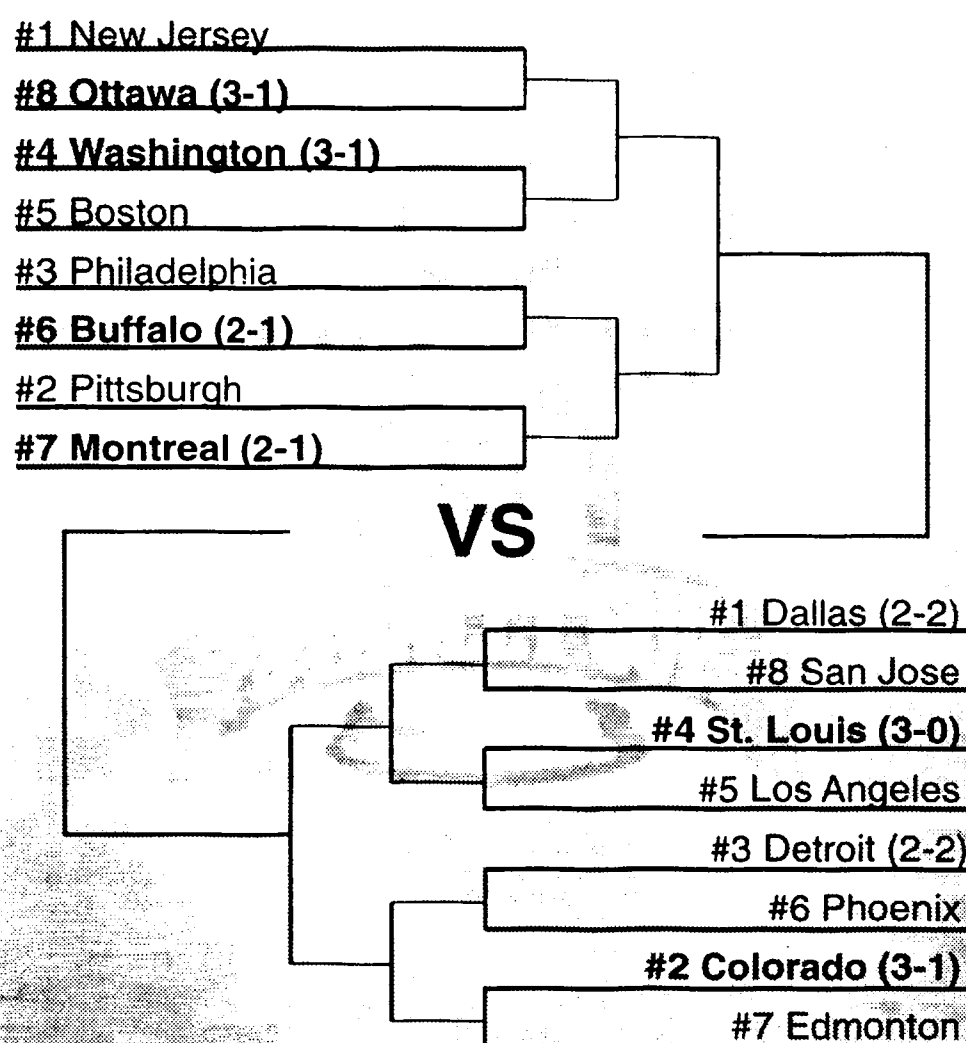 #1 New Jersey
#8 Ottawa (3-1)
#4 Washington (3-1)
#5 Boston
#3 Philadelphia
#6 Buffalo (2-1)
#2 Pittsburgh
#7 Montreal (2-1)
VS
#1 Dallas (2-2)
#8 San Jose
#4 St. Louis (3-0)
#5 Los Angeles
#3 Detroit (2-2)
#6 Phoenix
#2 Colorado (3-1)
#7 Edmonton